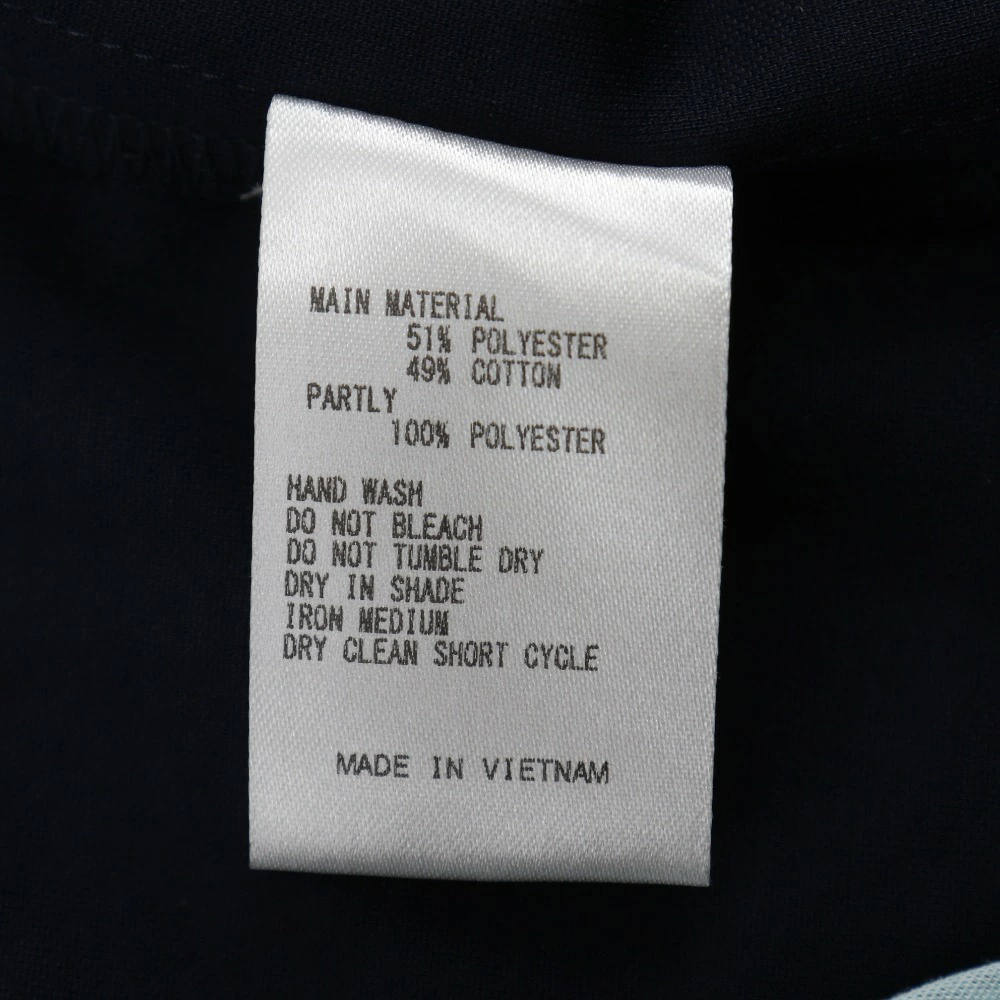 MAIN MATERIAL
51% POLYESTER
49% COTTON
PARTLY
100% POLYESTER
HAND WASH
DO NOT BLEACH
DO NOT TUMBLE DRY
DRY IN SHADE
IRON MEDIUM
DRY CLEAN SHORT CYCLE
MADE IN VIETNAM